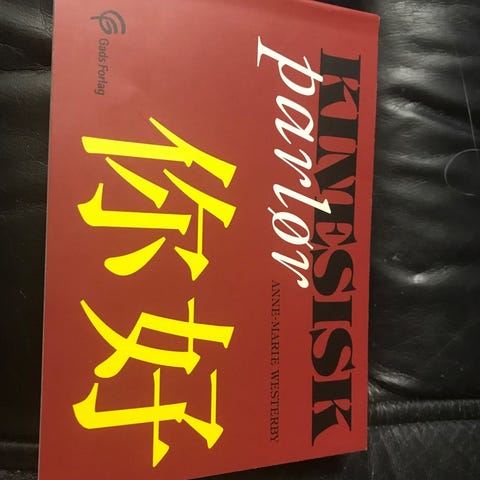 KINESISK
parlør
ANNE-MARIE WESTERBY
你好
Gads Forlag